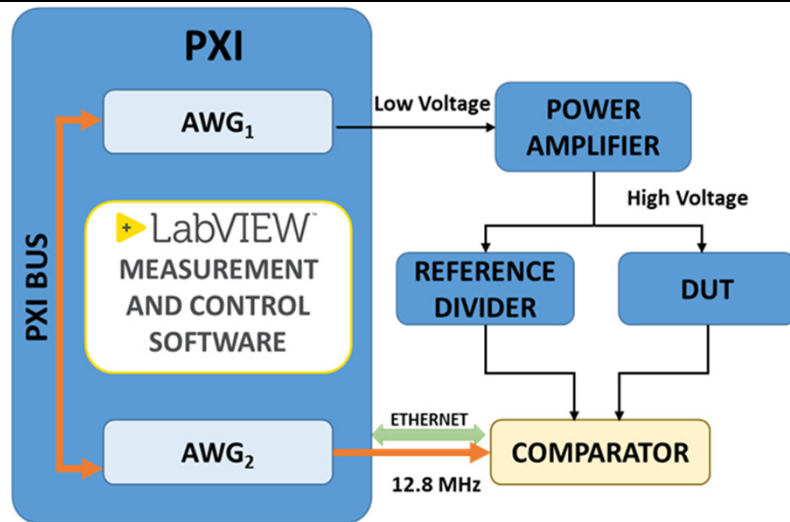 PXI
AWG1
Low Voltage
POWER
AMPLIFIER
High Voltage
PXI BUS
LabVIEW™
MEASUREMENT
AND CONTROL
SOFTWARE
REFERENCE
DIVIDER
DUT
AWG2
ETHERNET
12.8 MHz
COMPARATOR